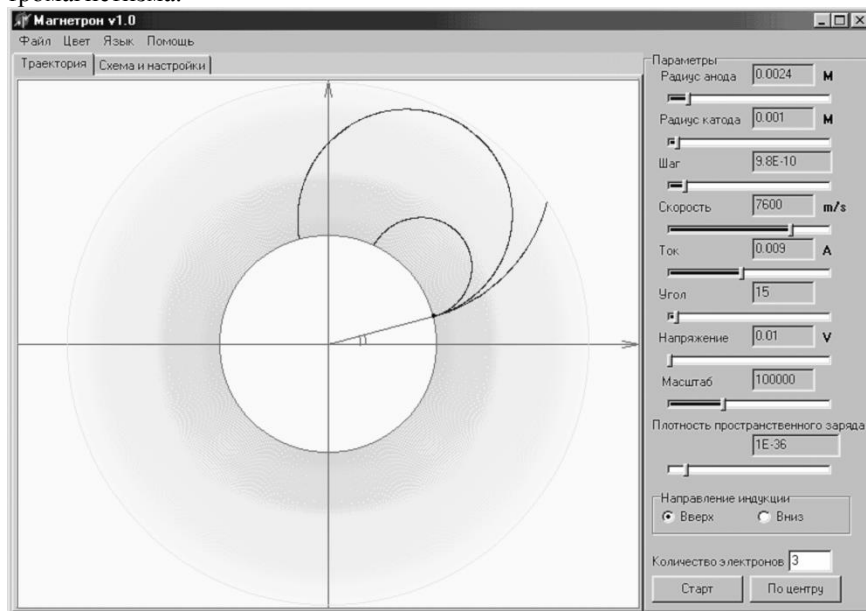 тромагнетизма.
Магнетрон v1.0
Файл Цвет Язык Помощь
Траектория Схема и настройки
Параметры
Радиус анода 0.0024 м
Радиус катода 0.001 м
Шаг 9.8E-10
Скорость 7600 m/s
Ток 0.009 A
Угол 15
Напряжение 0.01 V
Масштаб 100000
Плотность пространственного заряда
1E-36
Направление индукции
Вверх Вниз
Количество электронов 3
Старт По центру